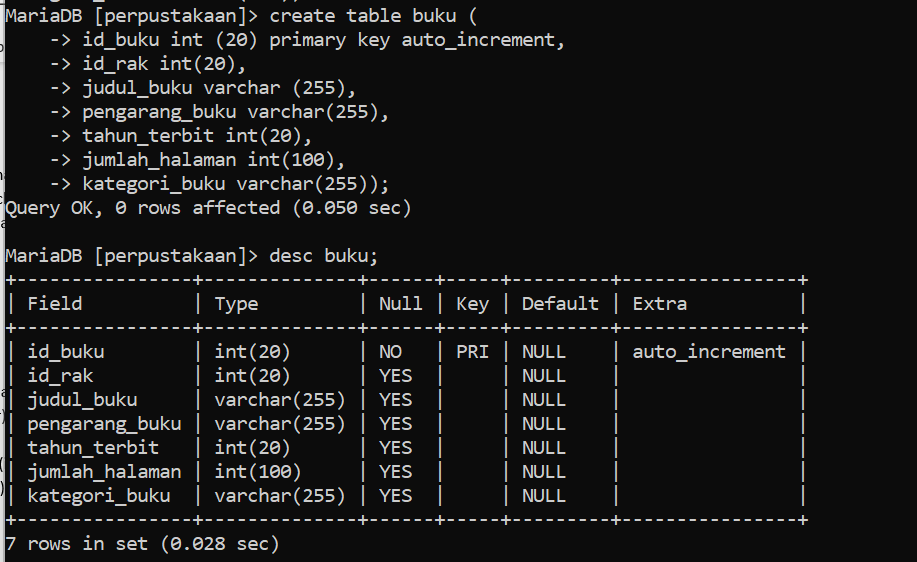 MariaDB [perpustakaan]> create table buku (
    -> id_buku int (20) primary key auto_increment,
    -> id_rak int(20),
    -> judul_buku varchar (255),
    -> pengarang_buku varchar(255),
    -> tahun_terbit int(20),
    -> jumlah_halaman int(100),
    -> kategori_buku varchar(255));
Query OK, 0 rows affected (0.050 sec)

MariaDB [perpustakaan]> desc buku;
+----------------+--------------+------+-----+---------+----------------+
| Field          | Type         | Null | Key | Default | Extra          |
+----------------+--------------+------+-----+---------+----------------+
| id_buku        | int(20)      | NO   | PRI | NULL    | auto_increment |
| id_rak         | int(20)      | YES  |     | NULL    |                |
| judul_buku     | varchar(255) | YES  |     | NULL    |                |
| pengarang_buku | varchar(255) | YES  |     | NULL    |                |
| tahun_terbit   | int(20)      | YES  |     | NULL    |                |
| jumlah_halaman | int(100)     | YES  |     | NULL    |                |
| kategori_buku  | varchar(255) | YES  |     | NULL    |                |
+----------------+--------------+------+-----+---------+----------------+
7 rows in set (0.028 sec)